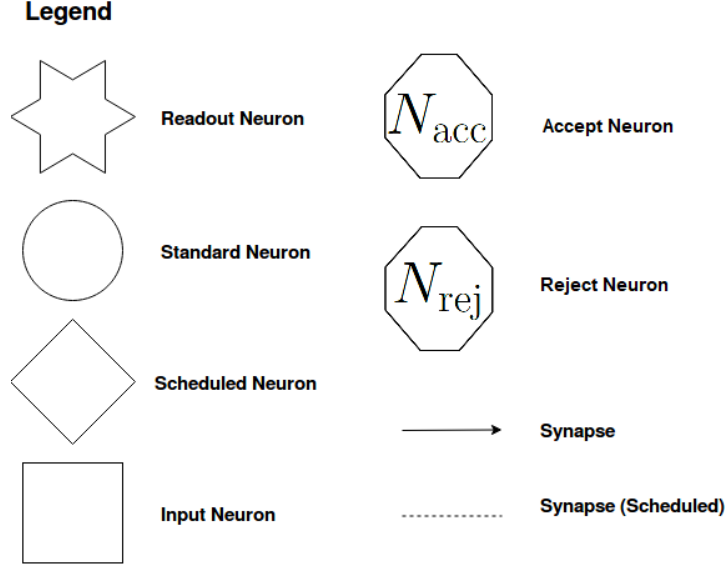 Legend
Readout Neuron
Standard Neuron
Scheduled Neuron
Input Neuron
N_acc
Accept Neuron
N_rej
Reject Neuron
Synapse
Synapse (Scheduled)